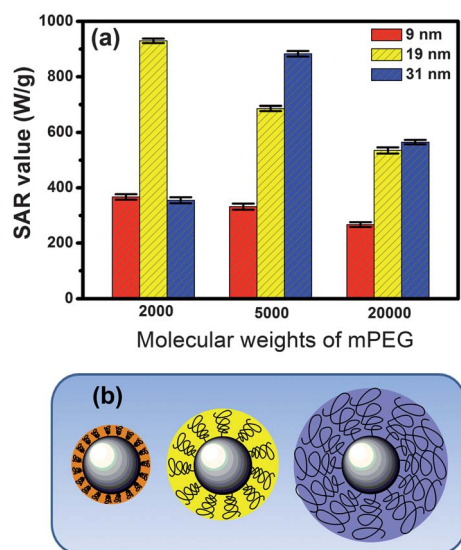 (a)
9 nm
19 nm
31 nm
SAR value (W/g)
1000
800
600
400
200
0
2000
5000
20000
Molecular weights of mPEG
(b)